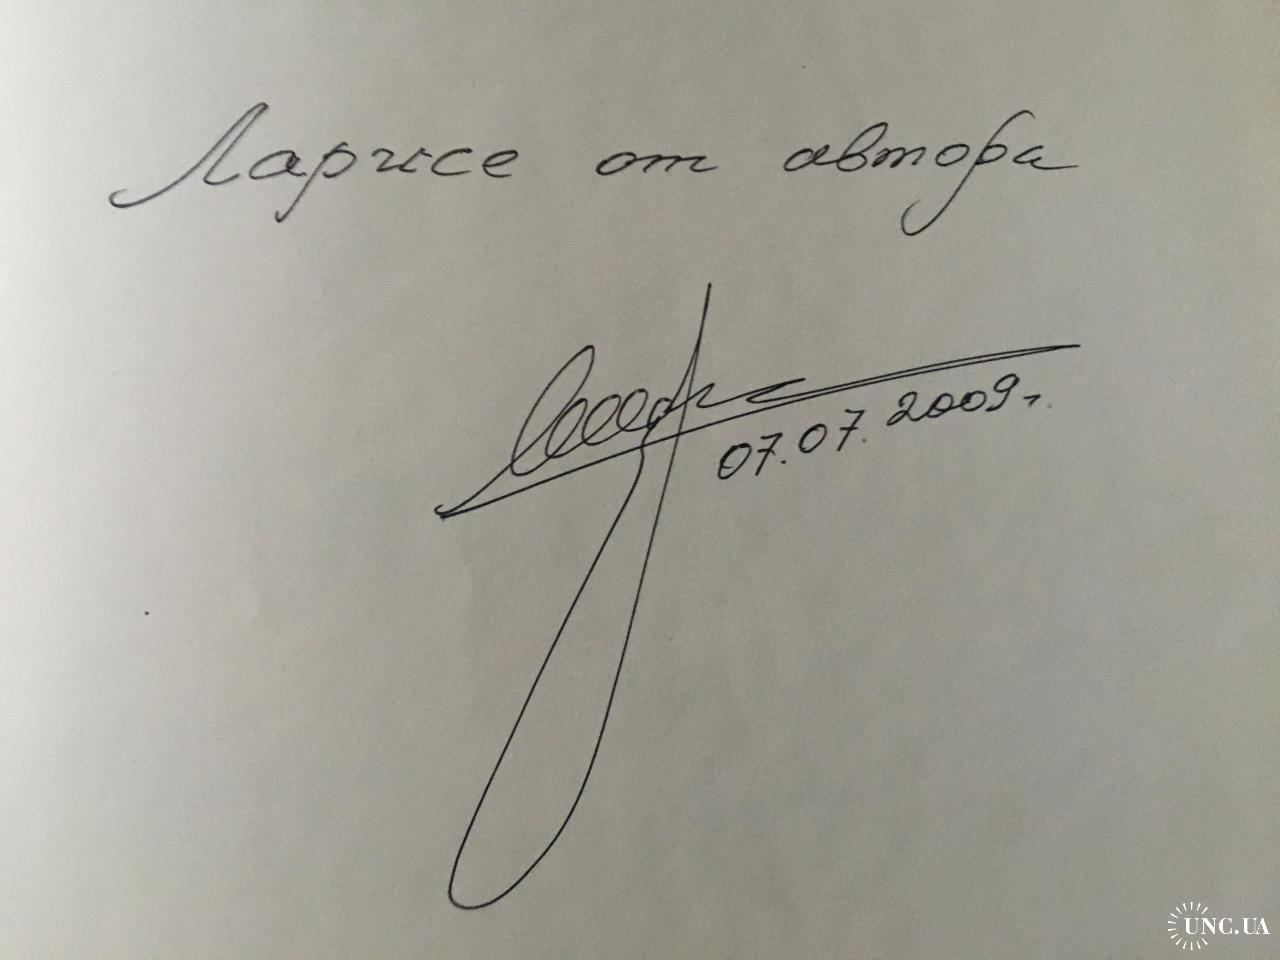 Ларисе от автора
07.07.2009г.
UNC.UA